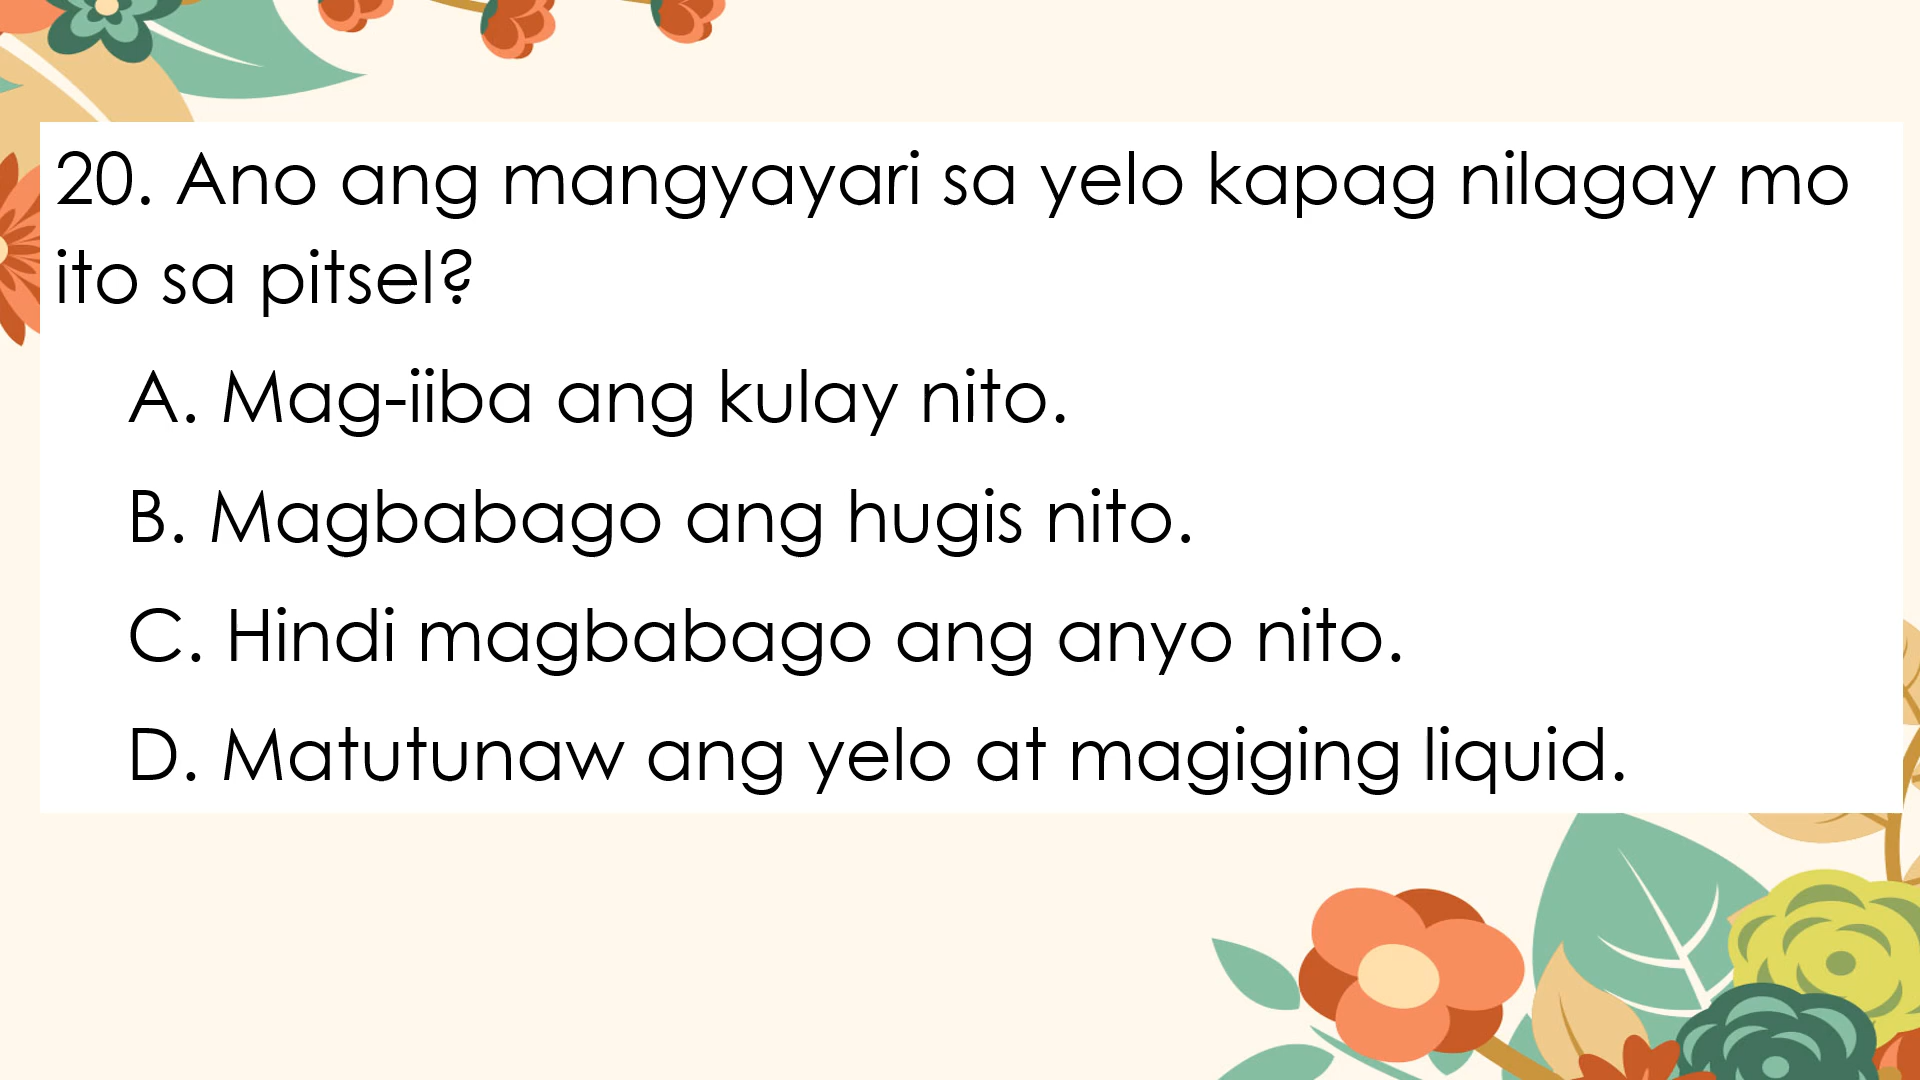 20. Ano ang mangyayari sa yelo kapag nilagay mo
ito sa pitsel?
A. Mag-iiba ang kulay nito.
B. Magbabago ang hugis nito.
C. Hindi magbabago ang anyo nito.
D. Matutunaw ang yelo at magiging liquid.